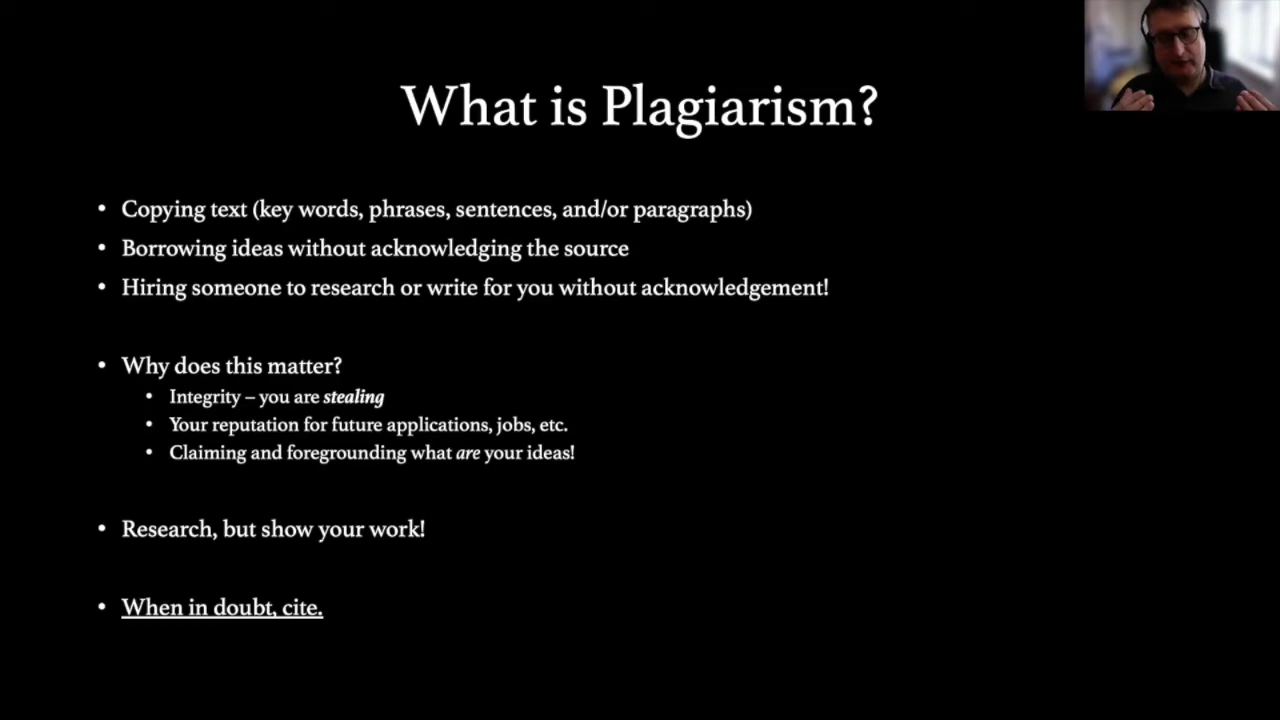 What is Plagiarism?
• Copying text (key words, phrases, sentences, and/or paragraphs)
• Borrowing ideas without acknowledging the source
• Hiring someone to research or write for you without acknowledgement!
• Why does this matter?
• Integrity – you are stealing
• Your reputation for future applications, jobs, etc.
• Claiming and foregrounding what are your ideas!
• Research, but show your work!
• When in doubt, cite.